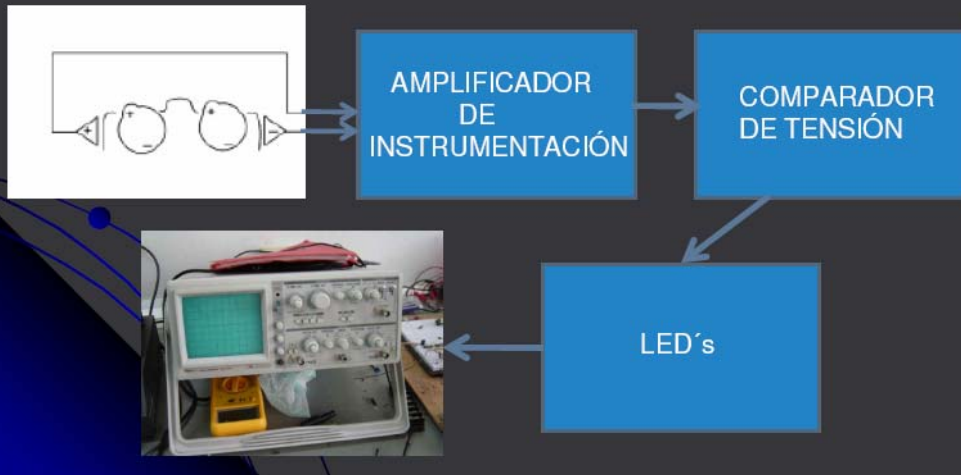 AMPLIFICADOR
DE
INSTRUMENTACIÓN
COMPARADOR
DE TENSIÓN
LED´s